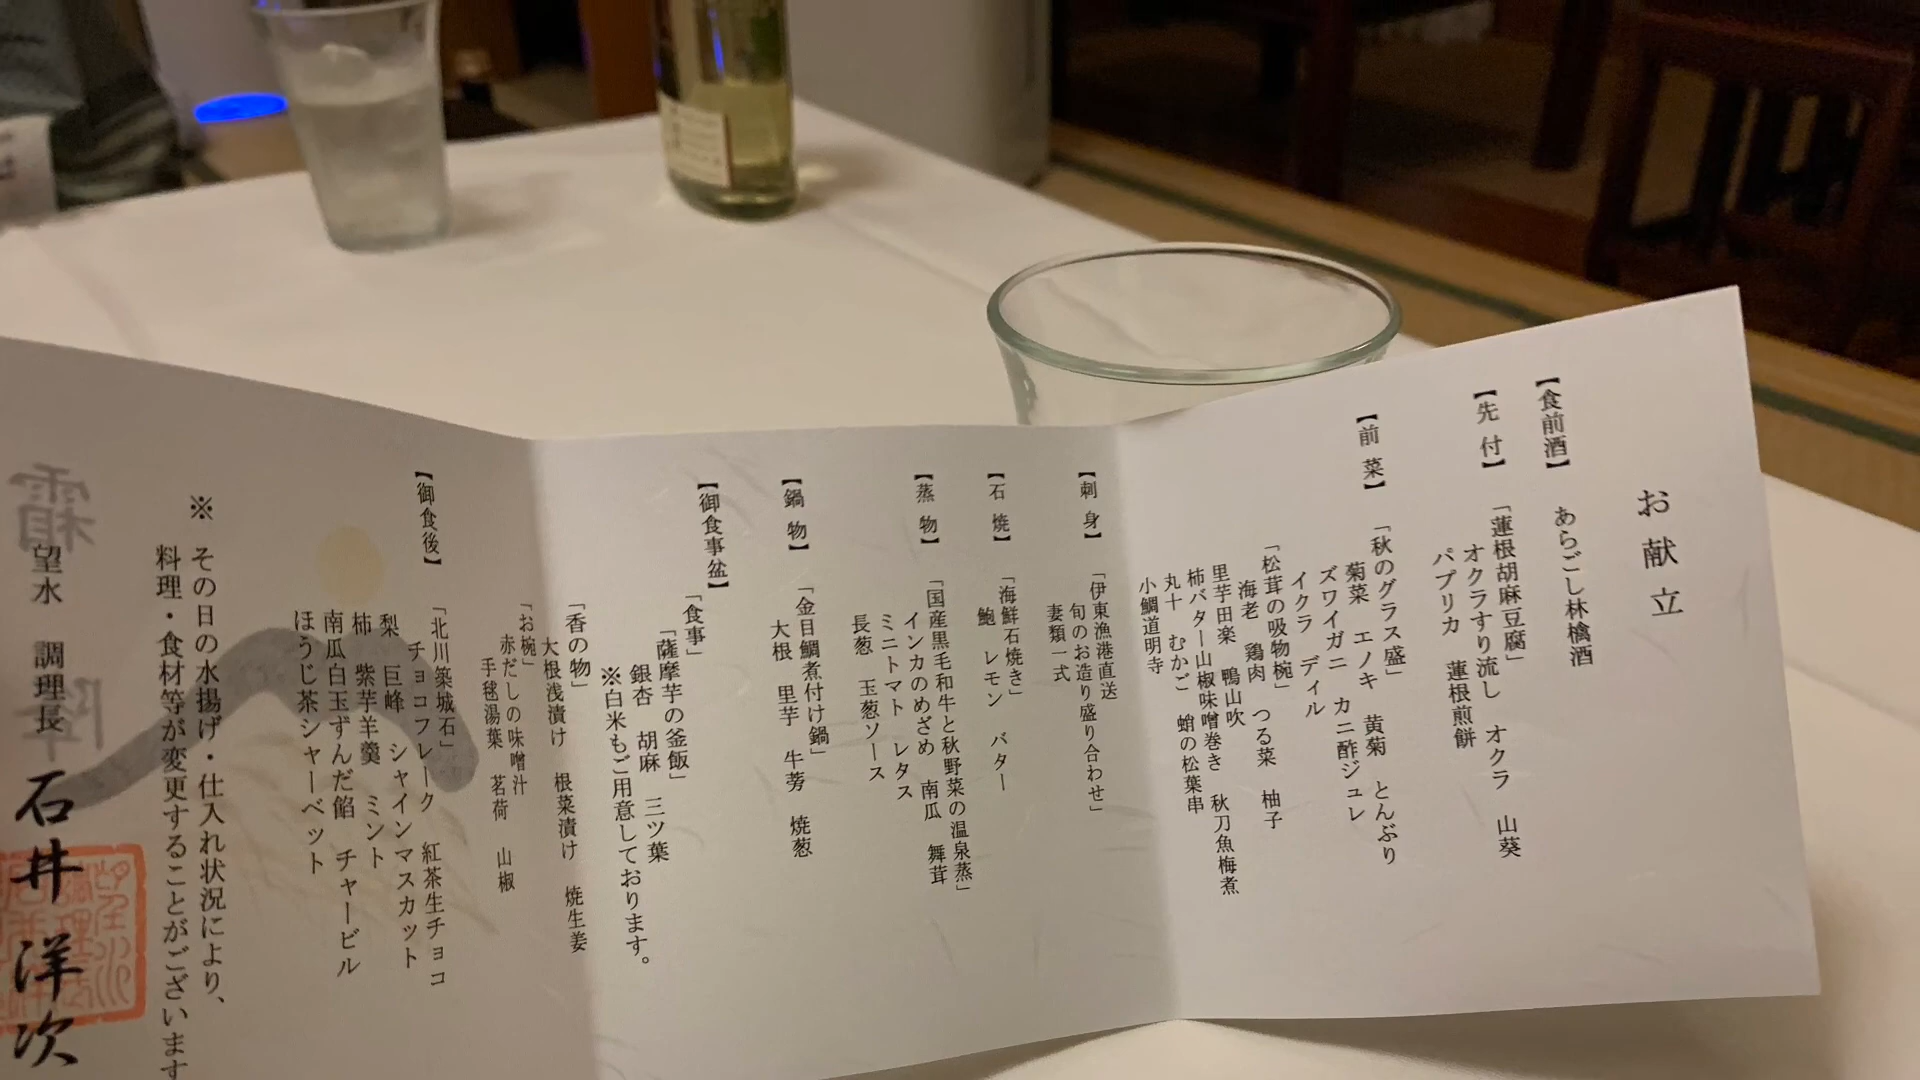 お献立
【食前酒】 あらごし林檎酒
【先 付】 「蓮根胡麻豆腐」
オクラすり流し オクラ 山葵
パプリカ 蓮根煎餅
【前 菜】 「秋のグラス盛」
菊菜 エノキ 黄菊 とんぶり
ズワイガニ カニ酢ジュレ
イクラ ディル
「松茸の吸物椀」
海老 鶏肉 つる菜 柚子
里芋田楽 鴨山吹
柿バター山椒味噌巻き 秋刀魚梅煮
丸十 むかご 蛸の松葉串
小鯛道明寺
【刺 身】 「伊東漁港直送
旬のお造り盛り合わせ」
妻類一式
【石 焼】 「海鮮石焼き」
鮑 レモン バター
【蒸 物】 「国産黒毛和牛と秋野菜の温泉蒸」
インカのめざめ 南瓜 舞茸
ミニトマト レタス
長葱 玉葱ソース
【鍋 物】 「金目鯛煮付け鍋」
大根 里芋 牛蒡 焼葱
【御食事盆】
「食事」
「薩摩芋の釜飯」
銀杏 胡麻 三ツ葉
※白米もご用意しております。
「香の物」
大根浅漬け 根菜漬け 焼生姜
「お椀」
赤だしの味噌汁
手毬湯葉 茗荷 山椒
【御食後】 「北川築城石」
チョコフレーク 紅茶生チョコ
梨 巨峰 シャインマスカット
柿 紫芋羊羹 ミント
南瓜白玉ずんだ餡 チャービル
ほうじ茶シャーベット
※ その日の水揚げ・仕入れ状況により、
料理・食材等が変更することがございます
霜降
望水 調理長 石井 洋次